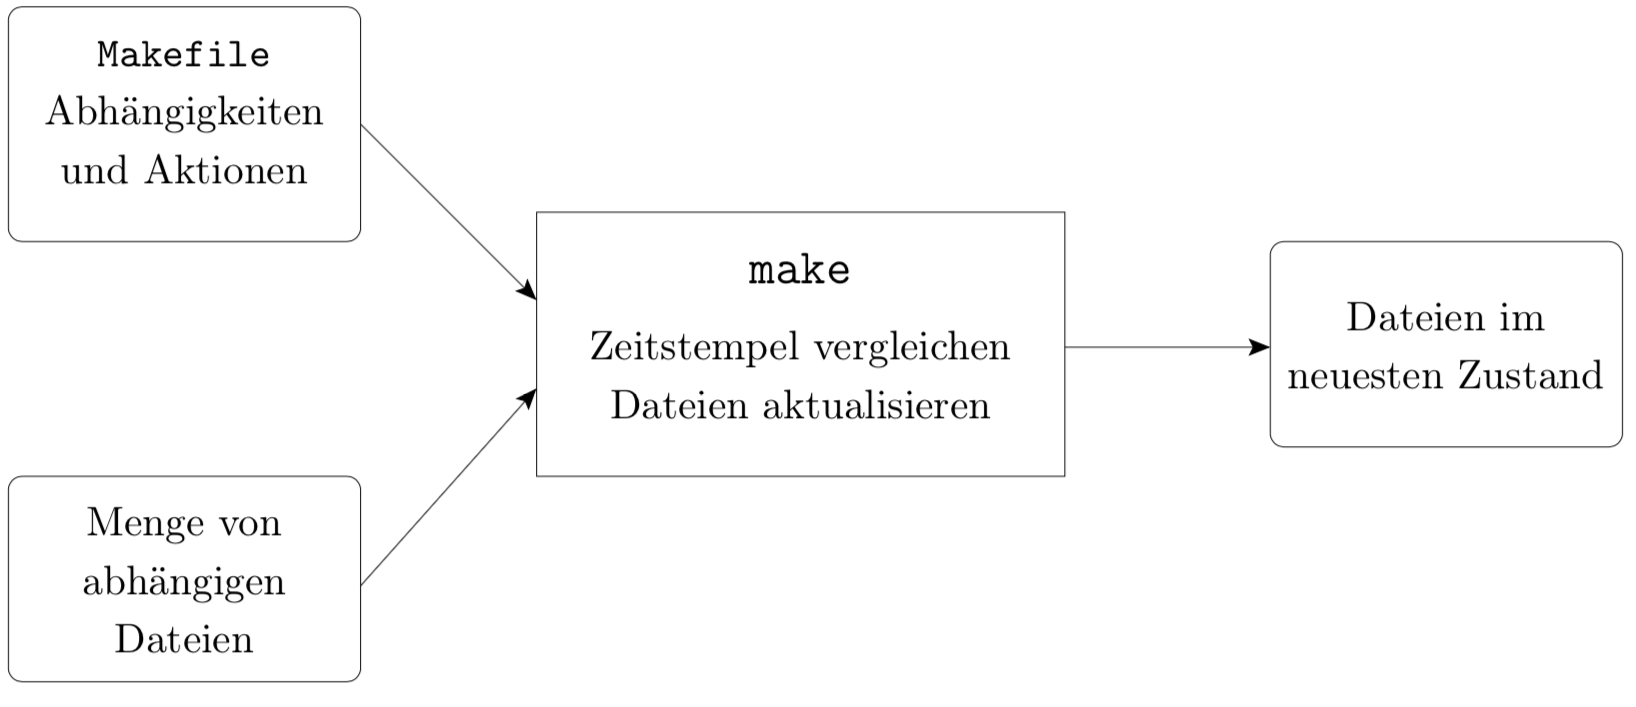 Makefile
Abhängigkeiten
und Aktionen
make
Zeitstempel vergleichen
Dateien aktualisieren
Dateien im
neuesten Zustand
Menge von
abhängigen
Dateien